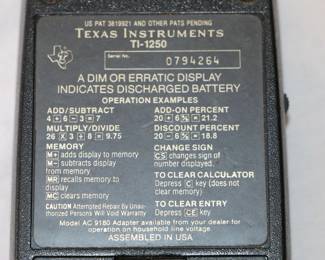 US PAT 3819921 AND OTHER PATS PENDING
TEXAS INSTRUMENTS
TI-1250
Serial No. 0794264
A DIM OR ERRATIC DISPLAY
INDICATES DISCHARGED BATTERY
OPERATION EXAMPLES
ADD/SUBTRACT
4 + 6 − 3 = 7
MULTIPLY/DIVIDE
26 X 3 ÷ 8 = 9.75
MEMORY
M+ adds display to memory
M− subtracts display
from memory
MR recalls memory to
display
MC clears memory
CAUTION Attempted Repair By Unau-
thorized Persons Will Void Warranty
ADD-ON PERCENT
20 + 6 % = 21.2
DISCOUNT PERCENT
20 − 6 % = 18.8
CHANGE SIGN
CS changes sign of
number displayed.
TO CLEAR CALCULATOR
Depress C key (does not
clear memory)
TO CLEAR ENTRY
Depress CE key
Model AC 9180 Adapter available from your dealer for
operation on household line voltage
ASSEMBLED IN USA